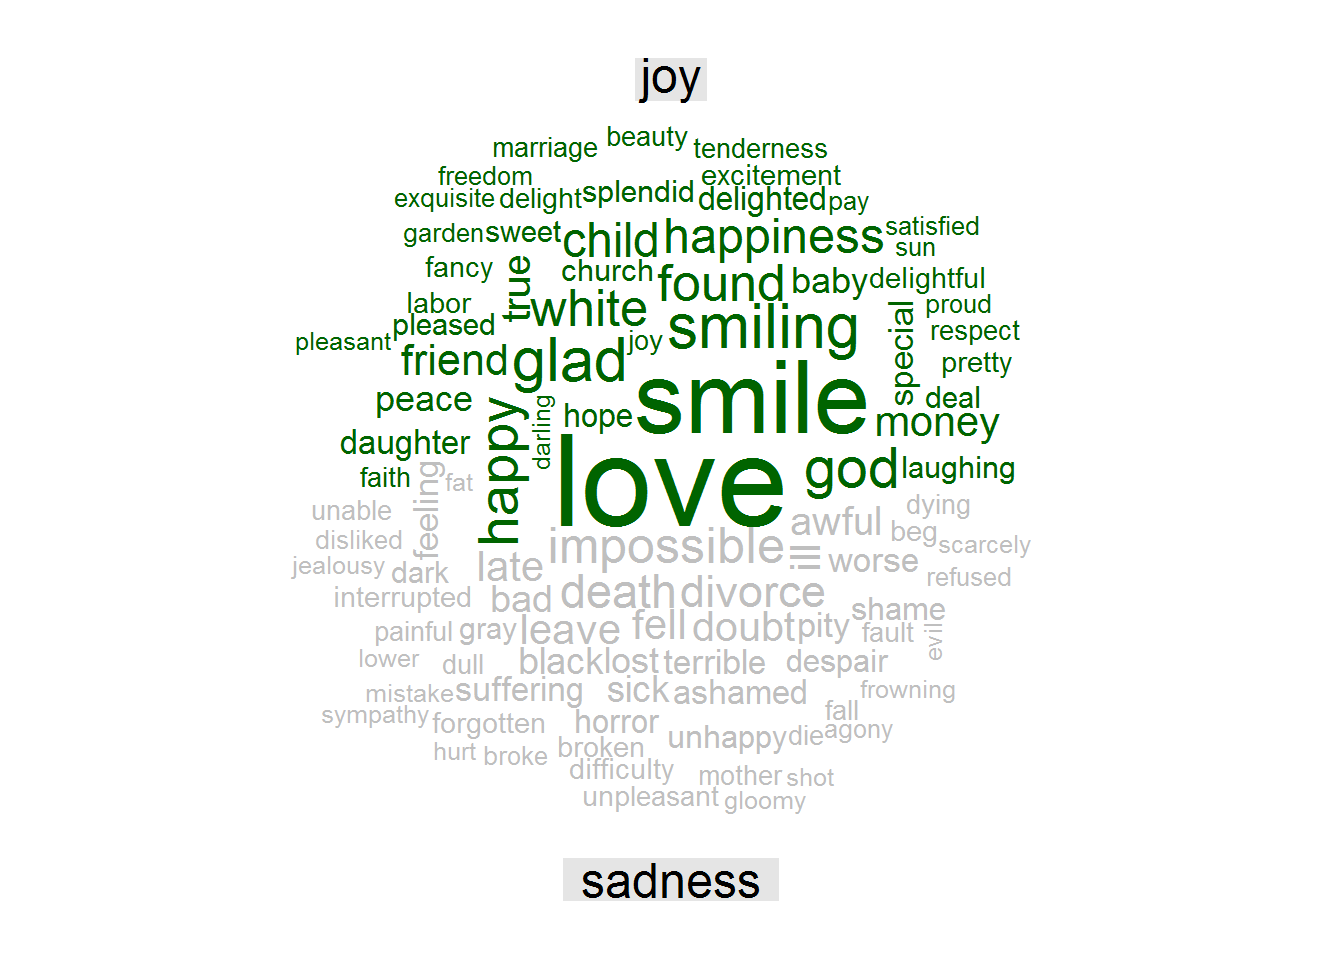 joy
beauty
marriage tenderness
freedom excitement
exquisite delight splendid delighted pay
garden sweet child happiness satisfied
sun
fancy true church found baby delightful
labor white special proud
pleased smiling respect
pleasant joy
friend glad pretty
peace darling hope smile deal
money
daughter happy
faith love god laughing
feeling fat
unable awful dying
disliked impossible ill beg scarcely
jealousy dark late worse refused
interrupted bad death divorce shame
painful gray leave fell doubt pity fault evil
lower dull black lost terrible despair
mistake suffering sick ashamed frowning
sympathy forgotten horror fall
unhappy die agony
hurt broke broken
difficulty mother shot
unpleasant gloomy
sadness